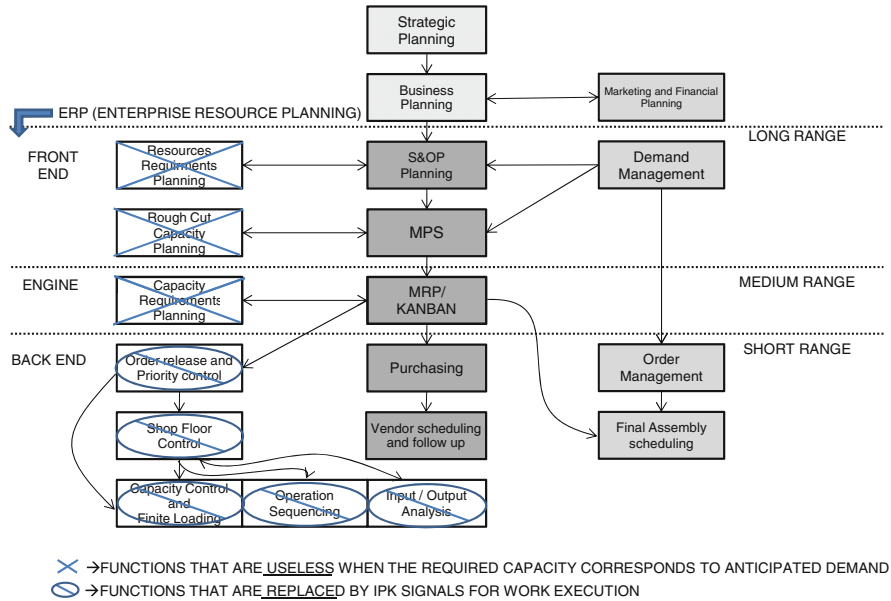 Strategic
Planning
Business
Planning
Marketing and Financial
Planning
ERP (ENTERPRISE RESOURCE PLANNING)
LONG RANGE
FRONT
END
Resources
Requirments
Planning
S&OP
Planning
Demand
Management
Rough Cut
Capacity
Planning
MPS
ENGINE
Capacity
Requirements
Planning
MRP/
KANBAN
MEDIUM RANGE
BACK END
SHORT RANGE
Order release and
Priority control
Purchasing
Order
Management
Shop Floor
Control
Vendor scheduling
and follow up
Final Assembly
scheduling
Capacity Control
and
Finite Loading
Operation
Sequencing
Input / Output
Analysis
→FUNCTIONS THAT ARE USELESS WHEN THE REQUIRED CAPACITY CORRESPONDS TO ANTICIPATED DEMAND
→FUNCTIONS THAT ARE REPLACED BY IPK SIGNALS FOR WORK EXECUTION